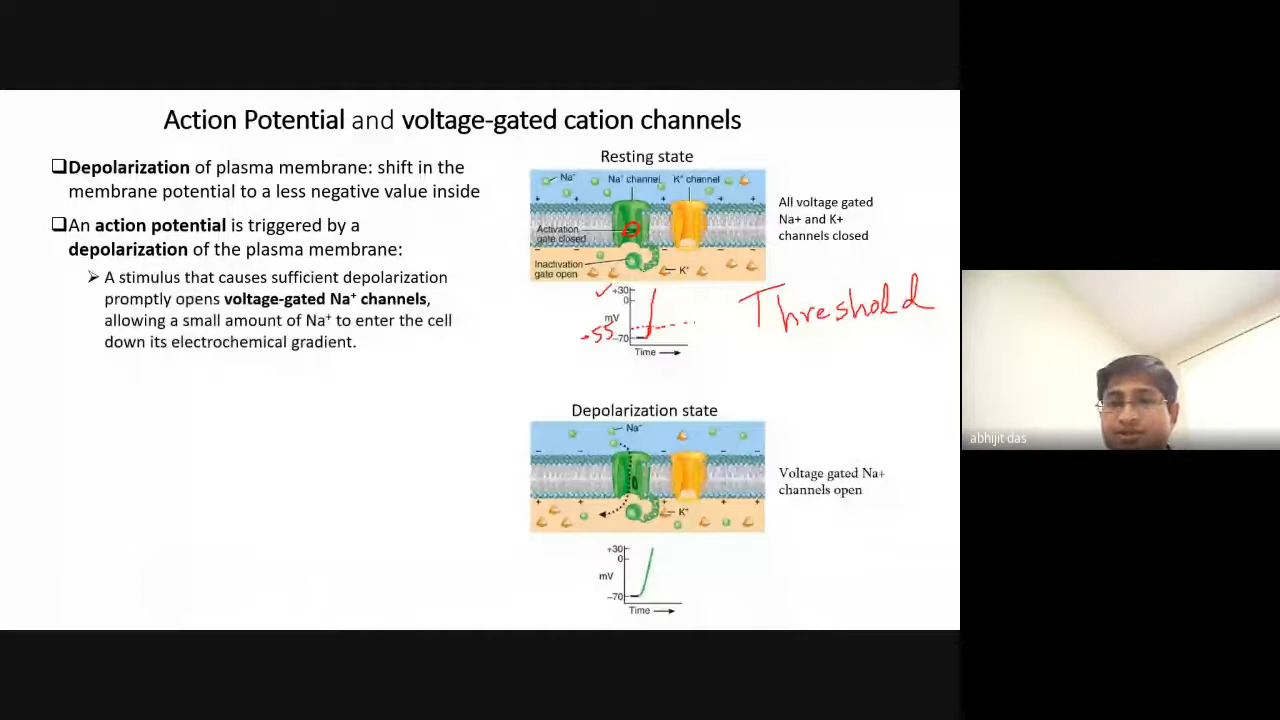 Action Potential and voltage-gated cation channels
❑Depolarization of plasma membrane: shift in the
membrane potential to a less negative value inside
❑An action potential is triggered by a
depolarization of the plasma membrane:
➢ A stimulus that causes sufficient depolarization
promptly opens voltage-gated Na⁺ channels,
allowing a small amount of Na⁺ to enter the cell
down its electrochemical gradient.
Resting state
Na⁺
Na⁺ channel
K⁺ channel
Activation
gate closed
Inactivation
gate open
K⁺
All voltage gated
Na+ and K+
channels closed
+30
0
mV
-55
–70
Time
Threshold
Depolarization state
Na⁺
K⁺
Voltage gated Na+
channels open
+30
0
mV
–70
Time
abhijit das